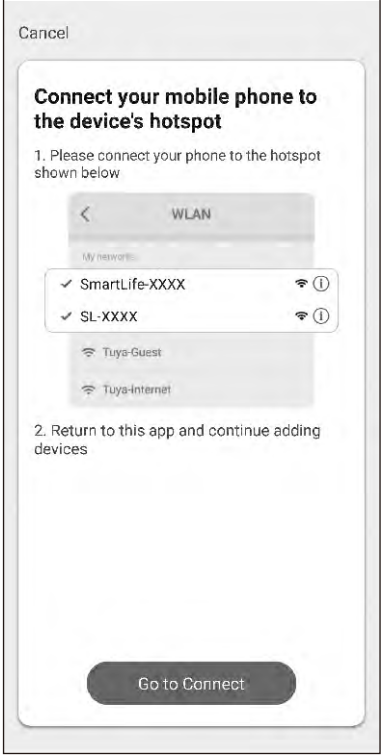 Cancel
Connect your mobile phone to
the device's hotspot
1. Please connect your phone to the hotspot
shown below
WLAN
My network
SmartLife-XXXX
SL-XXXX
Tuya-Guest
Tuya-Internet
2. Return to this app and continue adding
devices
Go to Connect